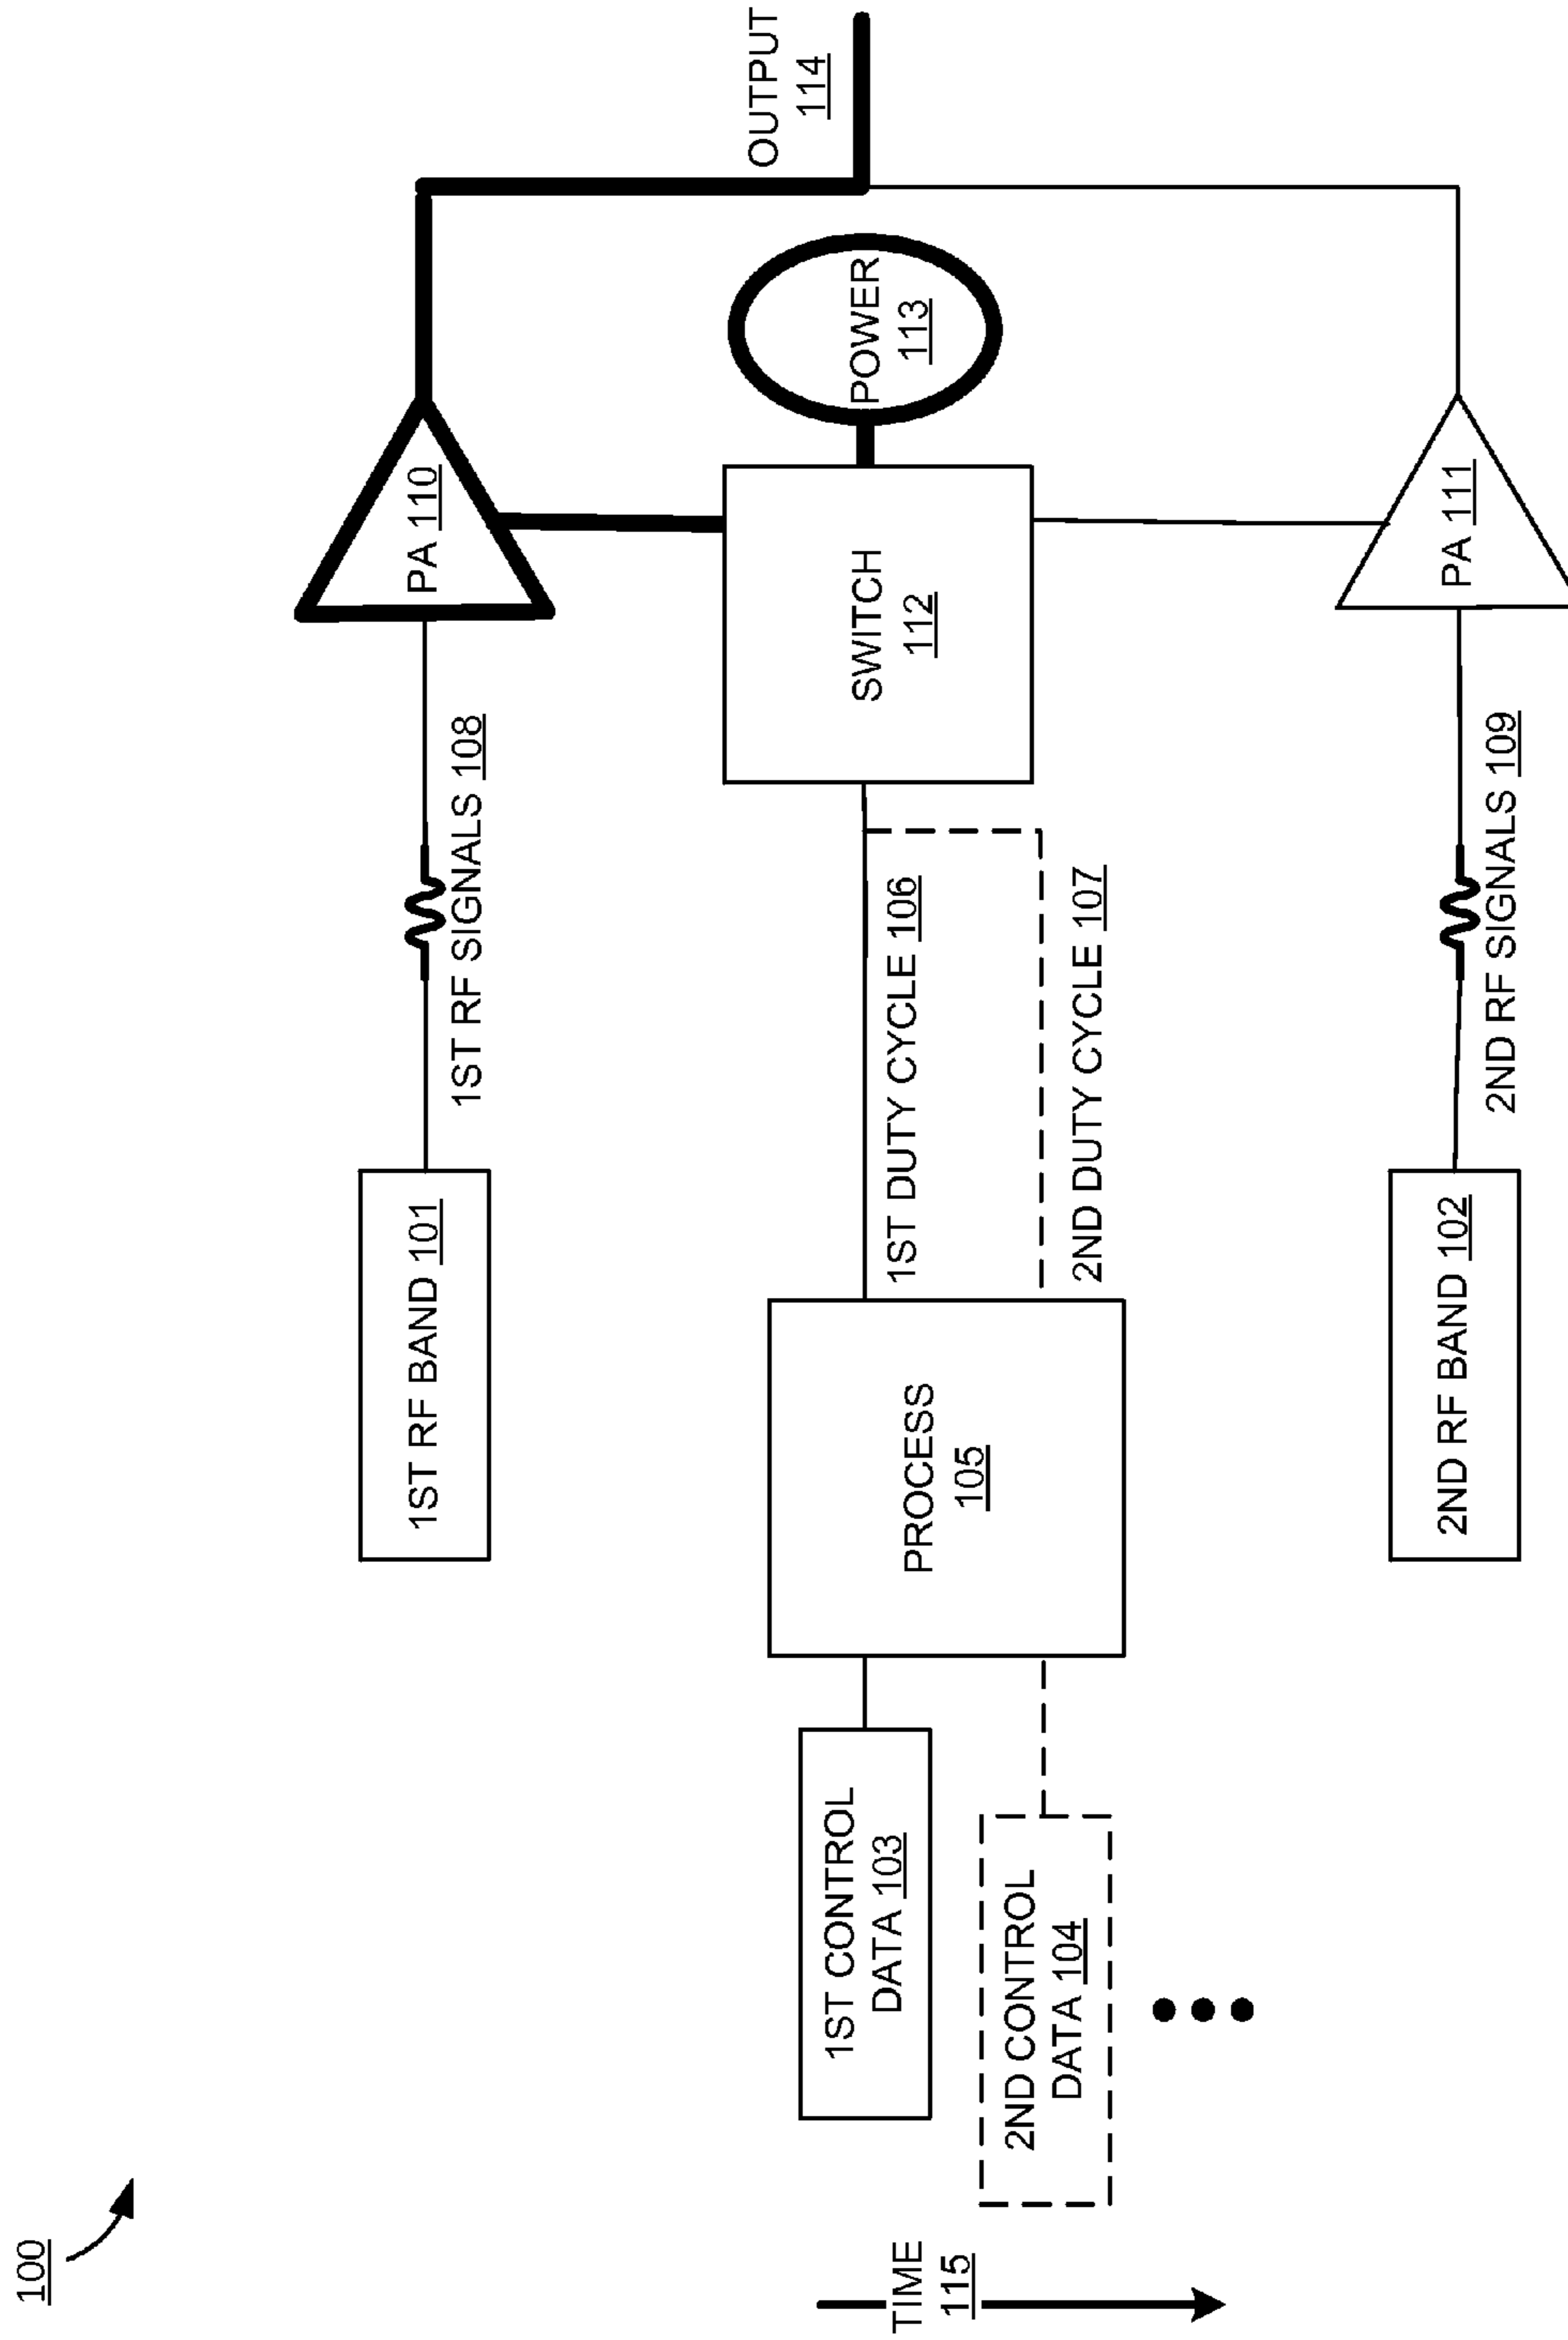 100
1ST RF BAND 101
1ST RF SIGNALS 108
PA 110
OUTPUT
114
TIME
115
1ST CONTROL
DATA 103
2ND CONTROL
DATA 104
PROCESS
105
1ST DUTY CYCLE 106
2ND DUTY CYCLE 107
SWITCH
112
POWER
113
2ND RF BAND 102
2ND RF SIGNALS 109
PA 111